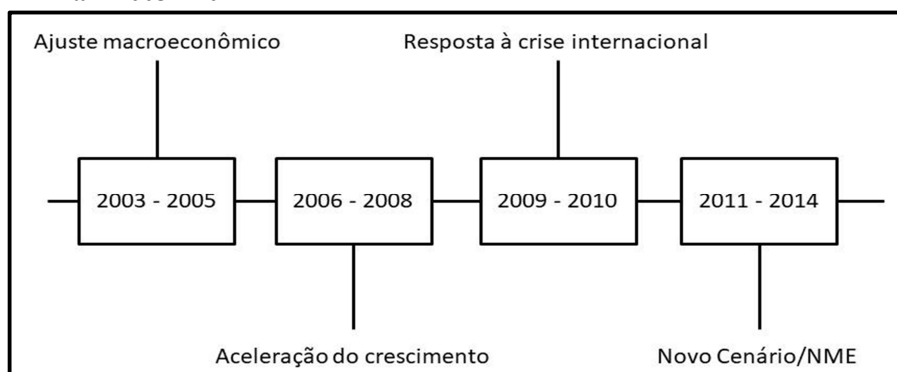 Ajuste macroeconômico
Resposta à crise internacional
2003 - 2005
2006 - 2008
2009 - 2010
2011 - 2014
Aceleração do crescimento
Novo Cenário/NME